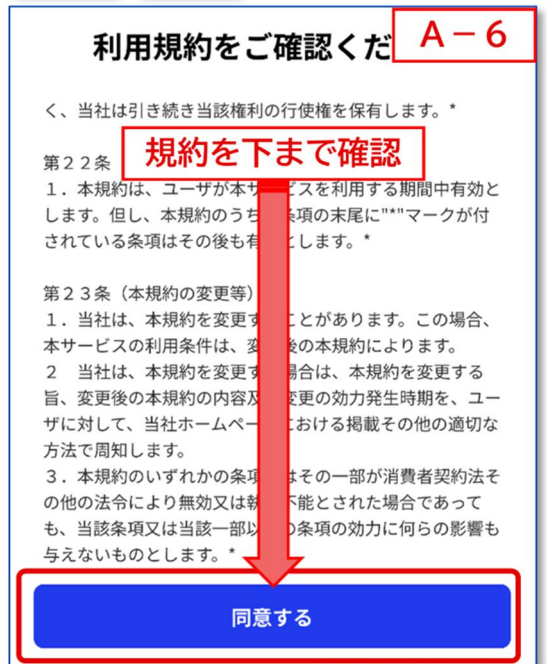 利用規約をご確認くだ
A－6
く、当社は引き続き当該権利の行使権を保有します。*
規約を下まで確認
第２２条
１．本規約は、ユーザが本サービスを利用する期間中有効と
します。但し、本規約のうち 条項の末尾に"*"マークが付
されている条項はその後も有 とします。*
第２３条（本規約の変更等）
１．当社は、本規約を変更す ことがあります。この場合、
本サービスの利用条件は、変 後の本規約によります。
２　当社は、本規約を変更す 場合は、本規約を変更する
旨、変更後の本規約の内容及 変更の効力発生時期を、ユー
ザに対して、当社ホームペー における掲載その他の適切な
方法で周知します。
３．本規約のいずれかの条項 はその一部が消費者契約法そ
の他の法令により無効又は執 不能とされた場合であって
も、当該条項又は当該一部以 の条項の効力に何らの影響も
与えないものとします。*
同意する